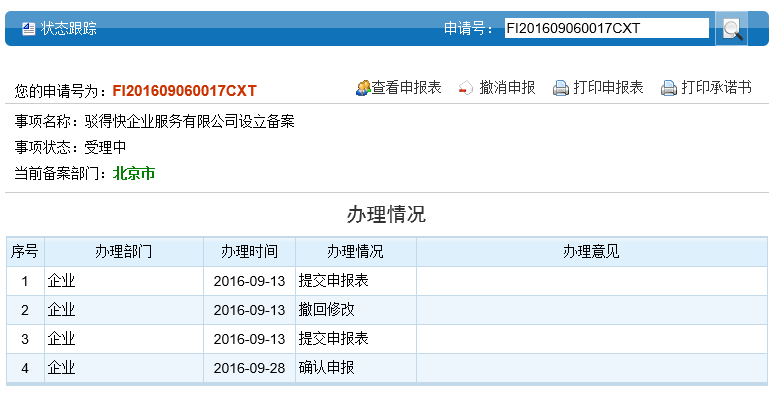 状态跟踪 申请号： FI201609060017CXT
您的申请号为：FI201609060017CXT 查看申报表 撤消申报 打印申报表 打印承诺书
事项名称：驳得快企业服务有限公司设立备案
事项状态：受理中
当前备案部门：北京市
办理情况
序号 办理部门 办理时间 办理情况 办理意见
1 企业 2016-09-13 提交申报表
2 企业 2016-09-13 撤回修改
3 企业 2016-09-13 提交申报表
4 企业 2016-09-28 确认申报